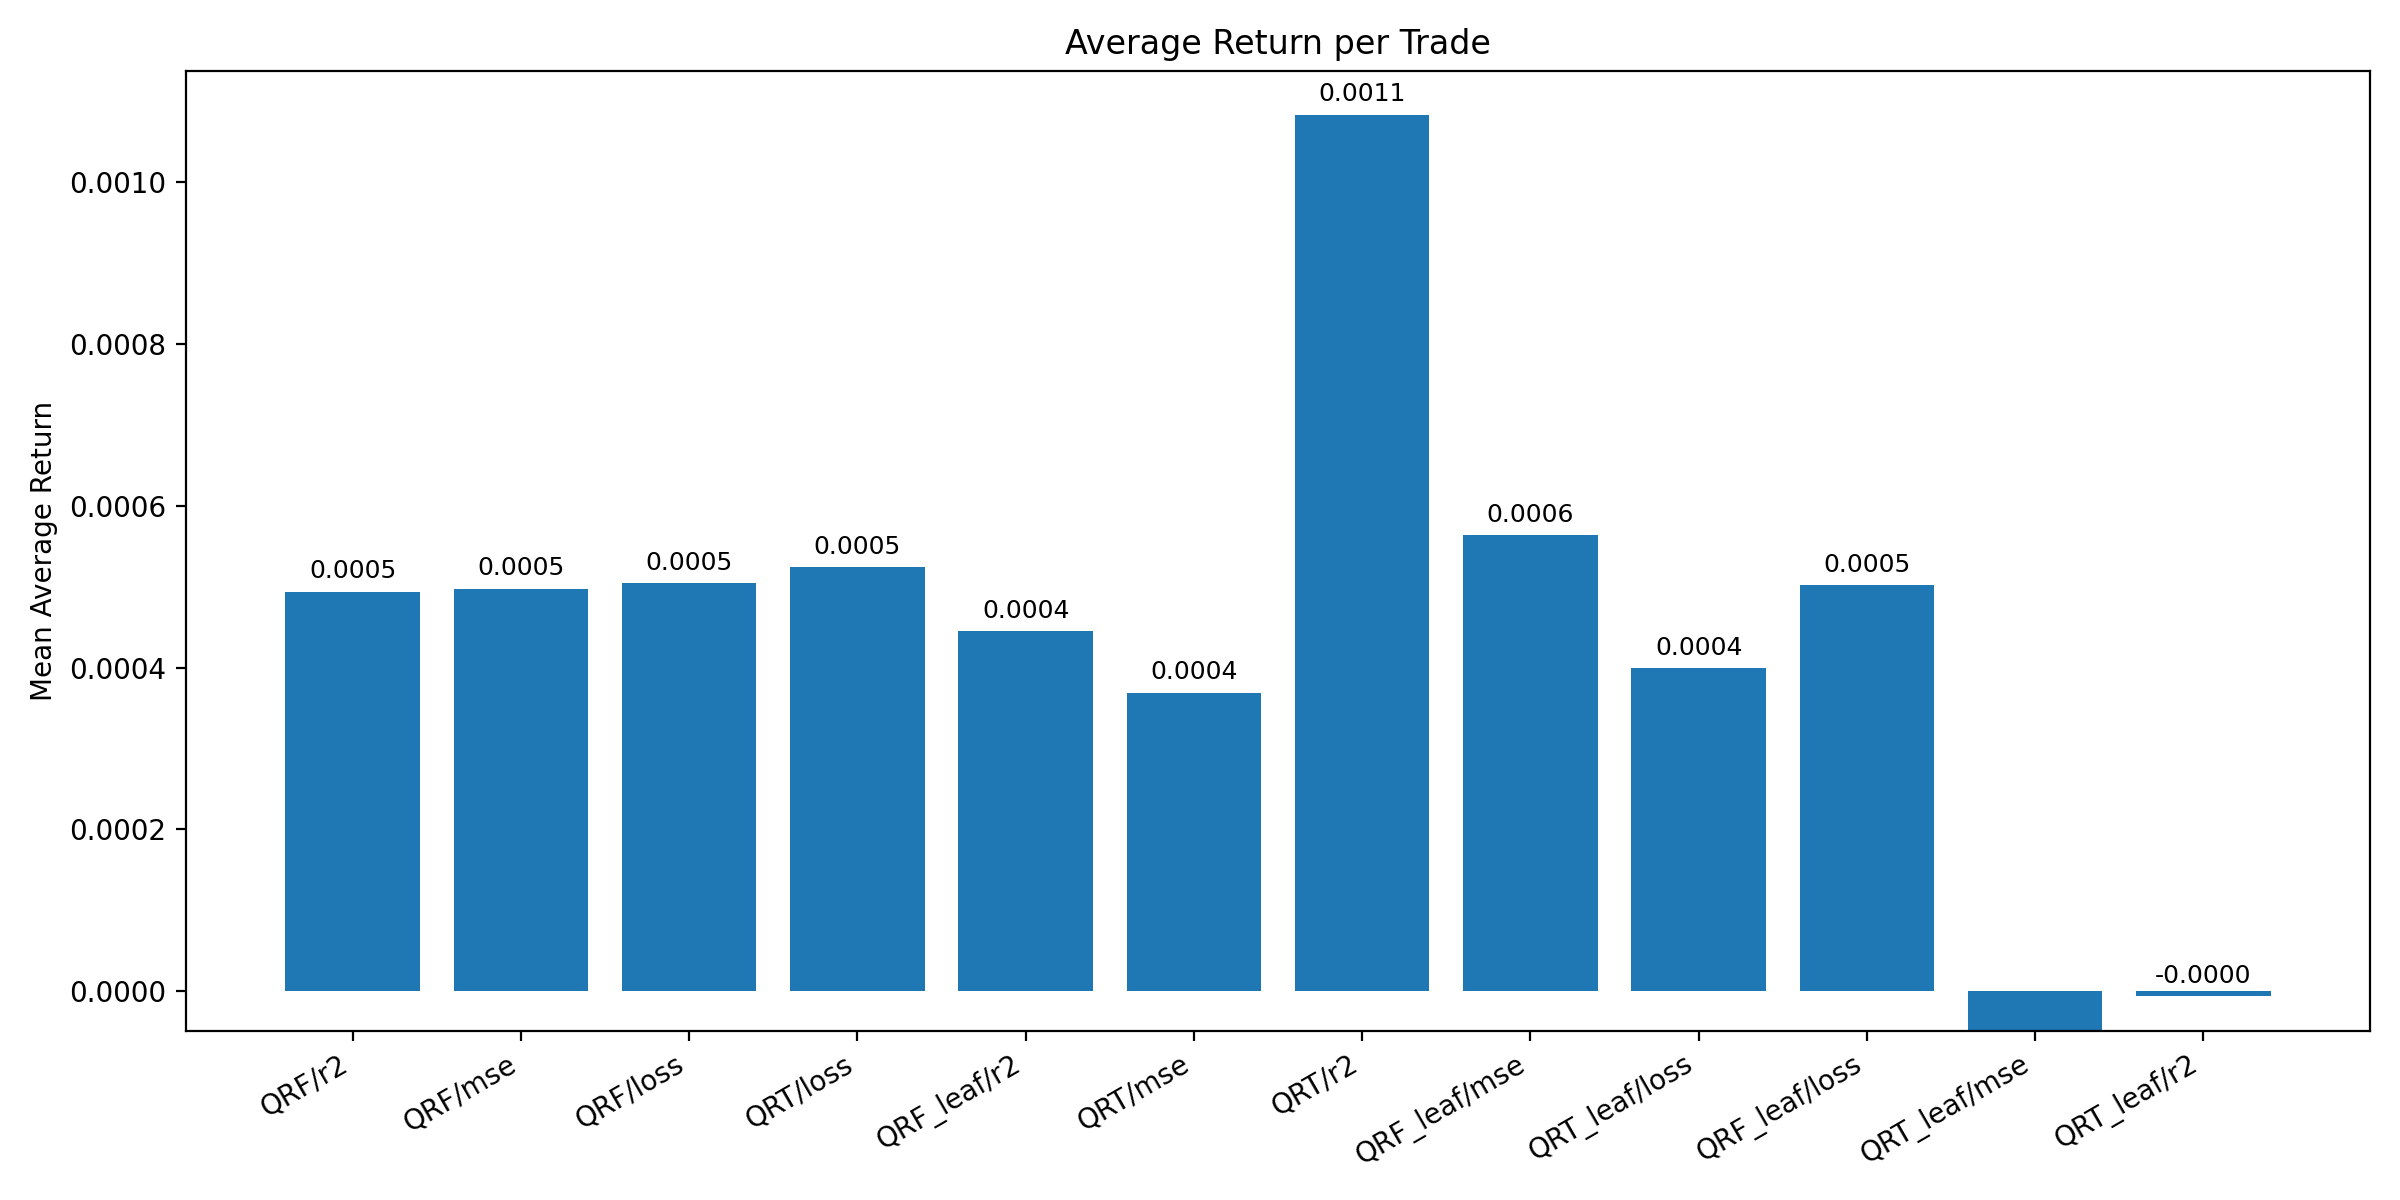 Average Return per Trade
Mean Average Return
0.0010
0.0008
0.0006
0.0004
0.0002
0.0000
0.0005
0.0005
0.0005
0.0005
0.0004
0.0004
0.0011
0.0006
0.0004
0.0005
-0.0000
QRF/r2
QRF/mse
QRF/loss
QRT/loss
QRF_leaf/r2
QRT/mse
QRT/r2
QRF_leaf/mse
QRT_leaf/loss
QRF_leaf/loss
QRT_leaf/mse
QRT_leaf/r2